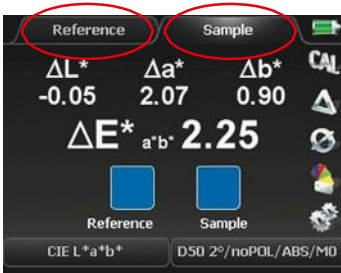 Reference Sample
ΔL* Δa* Δb*
-0.05 2.07 0.90
ΔE* a*b* 2.25
Reference Sample
CIE L*a*b* D50 2°/noPOL/ABS/M0
CAL